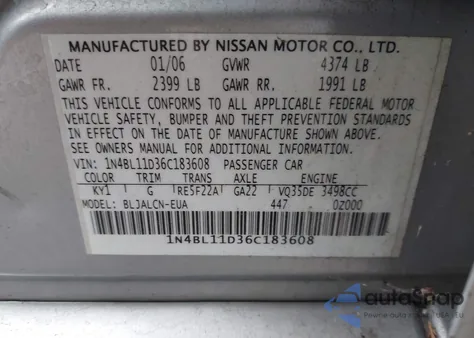 MANUFACTURED BY NISSAN MOTOR CO., LTD.
DATE 01/06 GVWR 4374 LB
GAWR FR. 2399 LB GAWR RR. 1991 LB
THIS VEHICLE CONFORMS TO ALL APPLICABLE FEDERAL MOTOR
VEHICLE SAFETY, BUMPER AND THEFT PREVENTION STANDARDS
IN EFFECT ON THE DATE OF MANUFACTURE SHOWN ABOVE.
SEE OWNERS MANUAL FOR ADDITIONAL INFORMATION.
VIN: 1N4BL11D36C183608 PASSENGER CAR
COLOR TRIM TRANS AXLE ENGINE
KY1 G RE5F22A GA22 VQ35DE 3498CC
MODEL: BLJALCN-EUA 447 0Z000
1N4BL11D36C183608
autoSnap